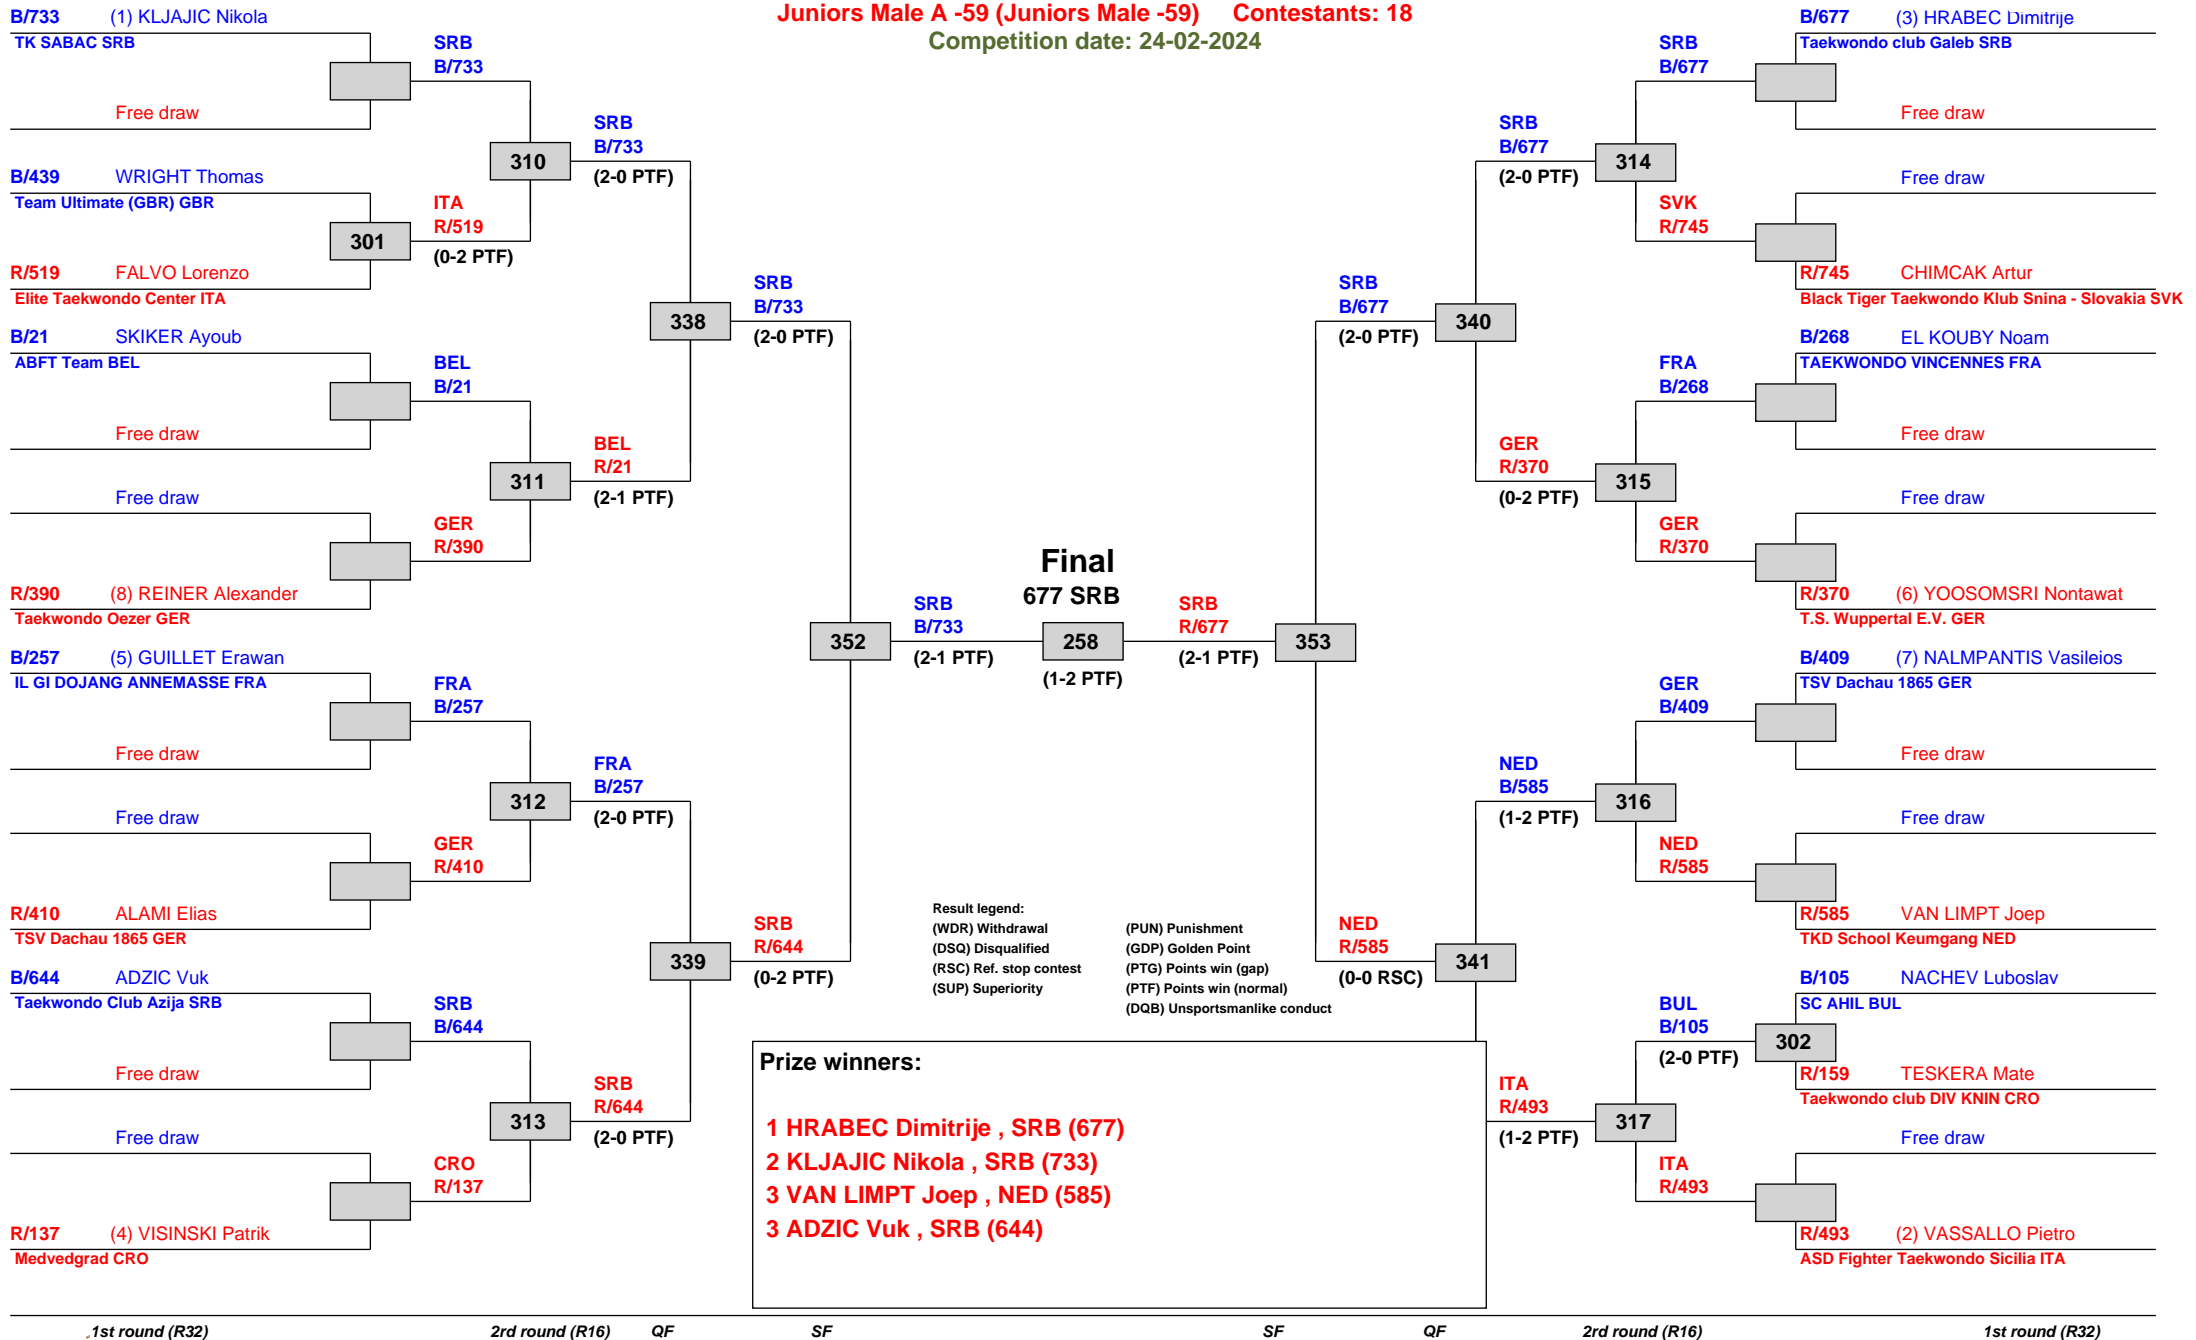 Juniors Male A -59 (Juniors Male -59) Contestants: 18
Competition date: 24-02-2024
B/733 (1) KLJAJIC Nikola
TK SABAC SRB
Free draw
B/439 WRIGHT Thomas
Team Ultimate (GBR) GBR
R/519 FALVO Lorenzo
Elite Taekwondo Center ITA
B/21 SKIKER Ayoub
ABFT Team BEL
Free draw
Free draw
R/390 (8) REINER Alexander
Taekwondo Oezer GER
B/257 (5) GUILLET Erawan
IL GI DOJANG ANNEMASSE FRA
Free draw
Free draw
R/410 ALAMI Elias
TSV Dachau 1865 GER
B/644 ADZIC Vuk
Taekwondo Club Azija SRB
Free draw
Free draw
R/137 (4) VISINSKI Patrik
Medvedgrad CRO
SRB
B/733
301
ITA
R/519
(0-2 PTF)
BEL
B/21
GER
R/390
FRA
B/257
GER
R/410
SRB
B/644
CRO
R/137
310
SRB
B/733
(2-0 PTF)
311
BEL
R/21
(2-1 PTF)
312
FRA
B/257
(2-0 PTF)
313
SRB
R/644
(2-0 PTF)
338
SRB
B/733
(2-0 PTF)
339
SRB
R/644
(0-2 PTF)
352
SRB
B/733
(2-1 PTF)
Final
677 SRB
258
(1-2 PTF)
SRB
R/677
(2-1 PTF)
353
SRB
B/677
(2-0 PTF)
340
NED
R/585
(0-0 RSC)
341
SRB
B/677
(2-0 PTF)
314
GER
R/370
(0-2 PTF)
315
NED
B/585
(1-2 PTF)
316
ITA
R/493
(1-2 PTF)
317
SRB
B/677
SVK
R/745
FRA
B/268
GER
R/370
GER
B/409
NED
R/585
BUL
B/105
(2-0 PTF)
302
ITA
R/493
B/677 (3) HRABEC Dimitrije
Taekwondo club Galeb SRB
Free draw
Free draw
R/745 CHIMCAK Artur
Black Tiger Taekwondo Klub Snina - Slovakia SVK
B/268 EL KOUBY Noam
TAEKWONDO VINCENNES FRA
Free draw
Free draw
R/370 (6) YOOSOMSRI Nontawat
T.S. Wuppertal E.V. GER
B/409 (7) NALMPANTIS Vasileios
TSV Dachau 1865 GER
Free draw
Free draw
R/585 VAN LIMPT Joep
TKD School Keumgang NED
B/105 NACHEV Luboslav
SC AHIL BUL
R/159 TESKERA Mate
Taekwondo club DIV KNIN CRO
Free draw
R/493 (2) VASSALLO Pietro
ASD Fighter Taekwondo Sicilia ITA
Result legend:
(WDR) Withdrawal (PUN) Punishment
(DSQ) Disqualified (GDP) Golden Point
(RSC) Ref. stop contest (PTG) Points win (gap)
(SUP) Superiority (PTF) Points win (normal)
(DQB) Unsportsmanlike conduct
Prize winners:
1 HRABEC Dimitrije , SRB (677)
2 KLJAJIC Nikola , SRB (733)
3 VAN LIMPT Joep , NED (585)
3 ADZIC Vuk , SRB (644)
1st round (R32) 2rd round (R16) QF SF SF QF 2rd round (R16) 1st round (R32)